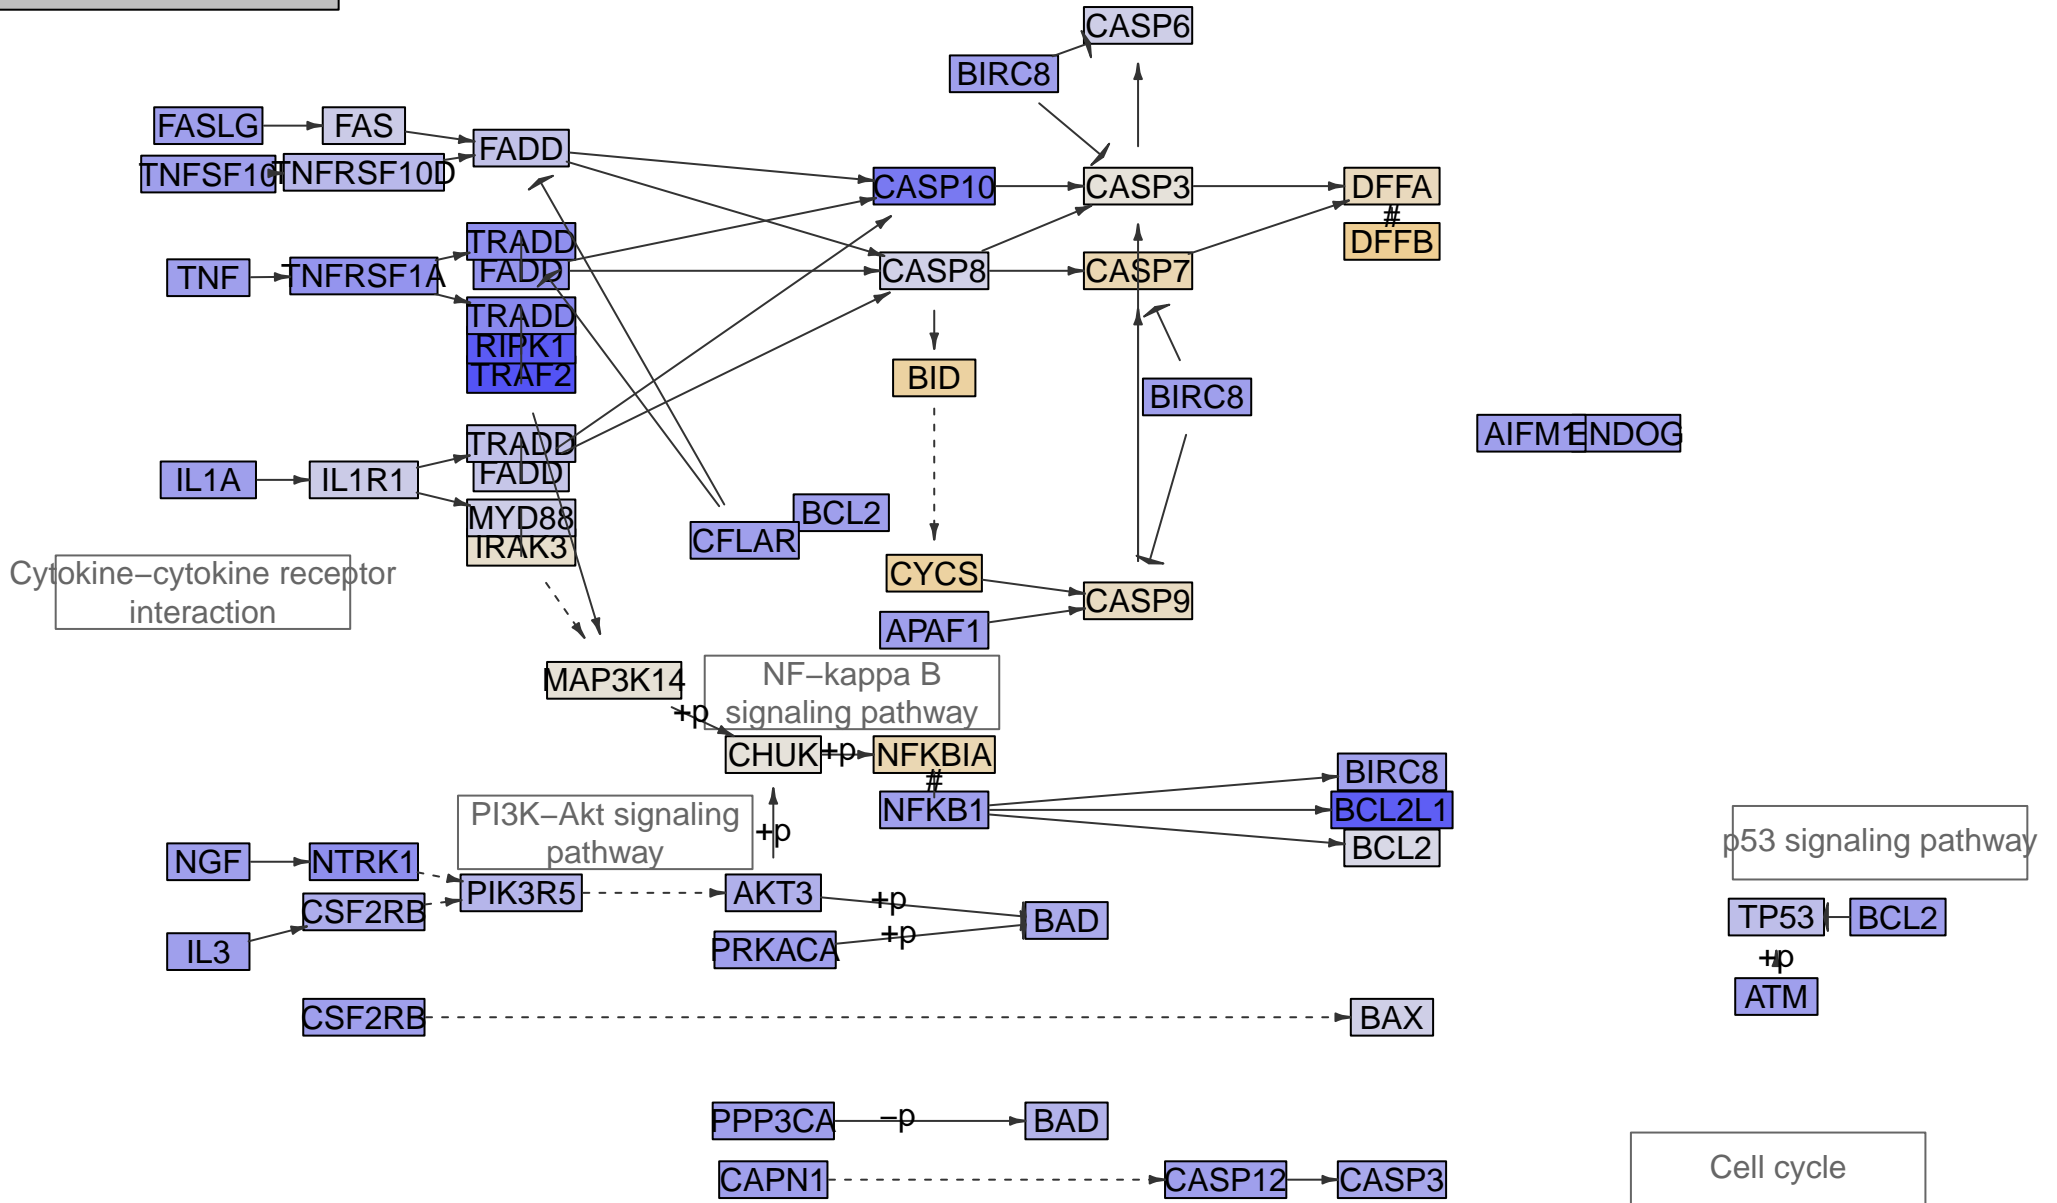 CASP6
BIRC8
FASLG
FAS
FADD
TNFSF10
TNFRSF10D
CASP10
CASP3
DFFA
#
DFFB
TRADD
FADD
TNF
TNFRSF1A
CASP8
CASP7
TRADD
RIPK1
TRAF2
BID
BIRC8
AIFM1
ENDOG
TRADD
FADD
IL1A
IL1R1
MYD88
IRAK3
BCL2
CFLAR
CYCS
CASP9
APAF1
Cytokine–cytokine receptor
interaction
MAP3K14
NF–kappa B
signaling pathway
+p
CHUK
+p
NFKBIA
#
NFKB1
BIRC8
BCL2L1
BCL2
PI3K–Akt signaling
pathway
+p
p53 signaling pathway
NGF
NTRK1
PIK3R5
AKT3
+p
BAD
CSF2RB
IL3
PRKACA
+p
TP53
BCL2
+p
ATM
CSF2RB
BAX
PPP3CA
–p
BAD
CAPN1
CASP12
CASP3
Cell cycle